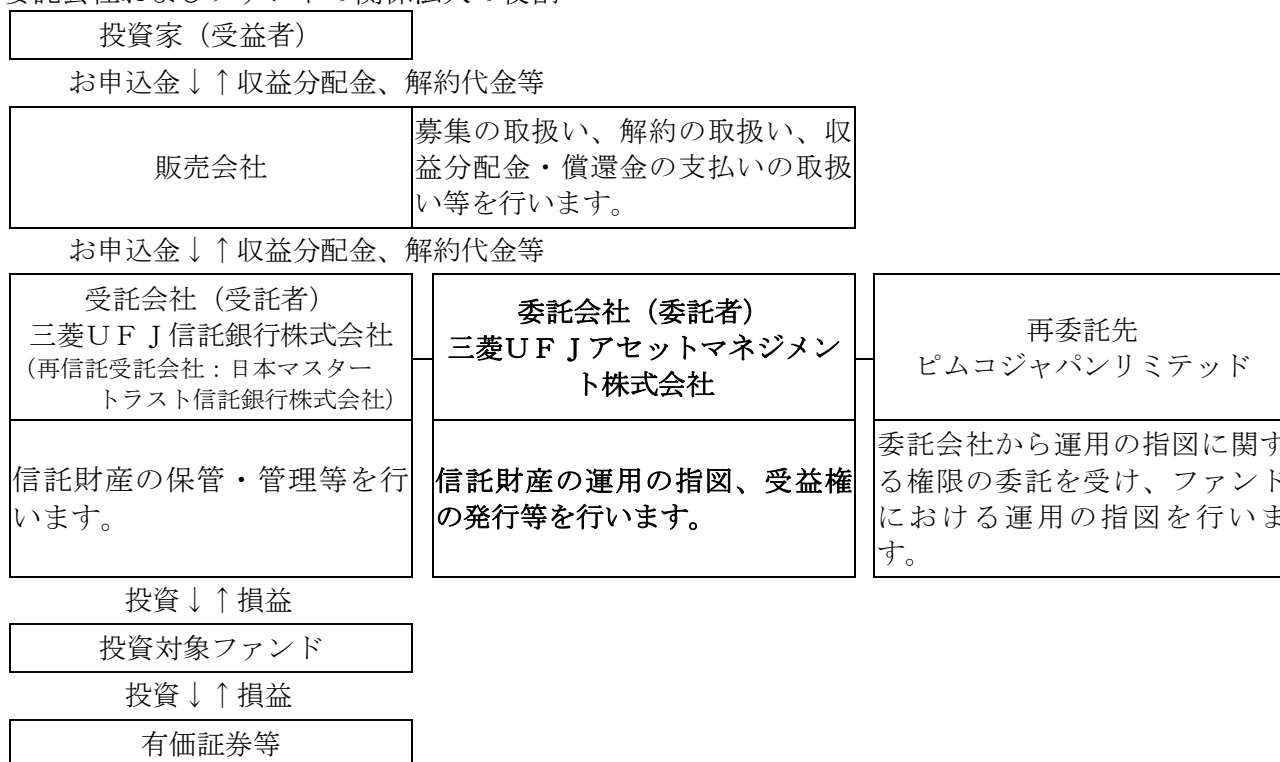 委託会社およびファンドの関係法人の役割
投資家（受益者）
お申込金↓↑収益分配金、解約代金等
販売会社
募集の取扱い、解約の取扱い、収
益分配金・償還金の支払いの取扱
い等を行います。
お申込金↓↑収益分配金、解約代金等
受託会社（受託者）
三菱ＵＦＪ信託銀行株式会社
（再信託受託会社：日本マスター
トラスト信託銀行株式会社）
委託会社（委託者）
三菱ＵＦＪアセットマネジメン
ト株式会社
再委託先
ピムコジャパンリミテッド
信託財産の保管・管理等を行
います。
信託財産の運用の指図、受益権
の発行等を行います。
委託会社から運用の指図に関す
る権限の委託を受け、ファンド
における運用の指図を行いま
す。
投資↓↑損益
投資対象ファンド
投資↓↑損益
有価証券等